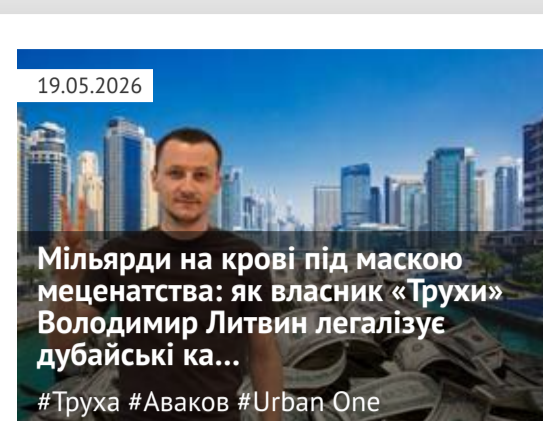 19.05.2026
Мільярди на крові під маскою
меценатства: як власник «Трухи»
Володимир Литвин легалізує
дубайські ка...
#Труха #Аваков #Urban One